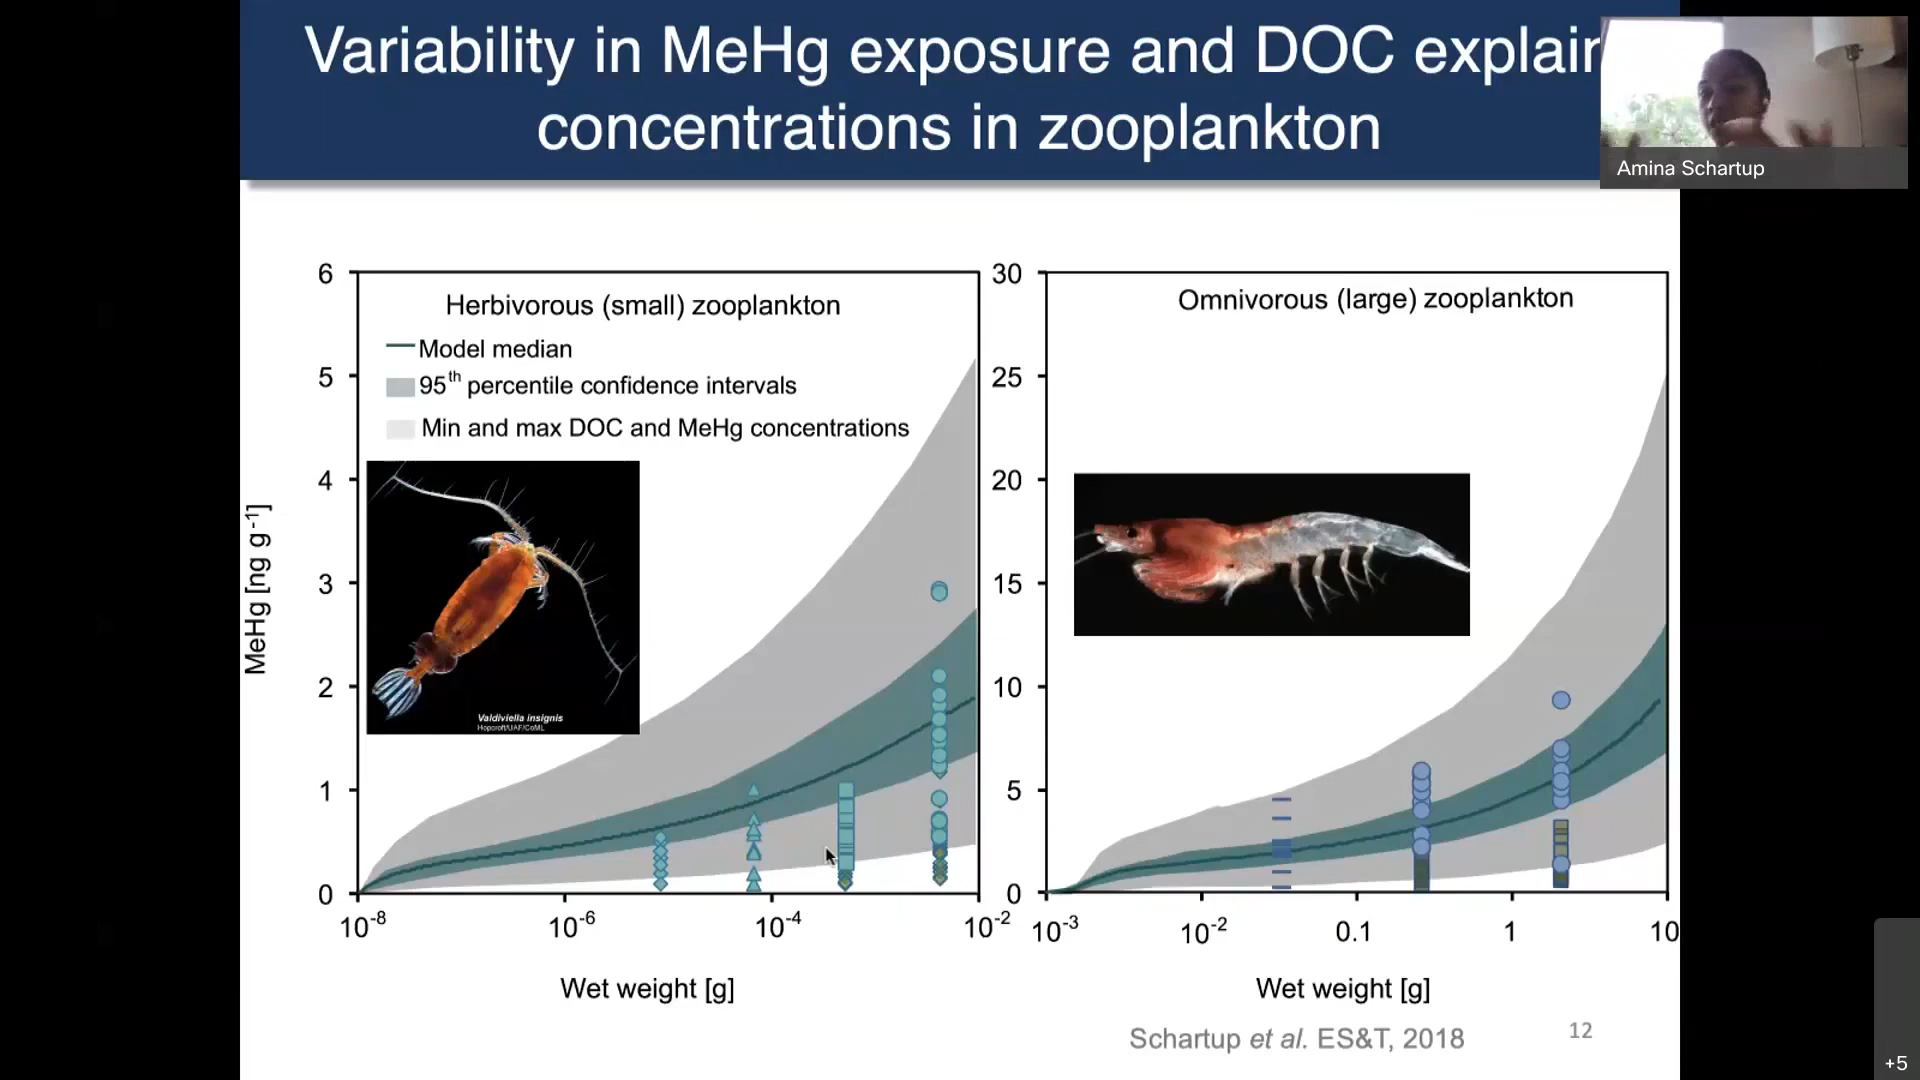 Variability in MeHg exposure and DOC explain
concentrations in zooplankton
Amina Schartup
Herbivorous (small) zooplankton
Model median
95th percentile confidence intervals
Min and max DOC and MeHg concentrations
Valdiviella insignis
Hopcroft/UAF/CoML
MeHg [ng g-1]
6
5
4
3
2
1
0
10-8
10-6
10-4
10-2
Wet weight [g]
Omnivorous (large) zooplankton
30
25
20
15
10
5
0
10-3
10-2
0.1
1
10
Wet weight [g]
Schartup et al. ES&T, 2018
12
+5